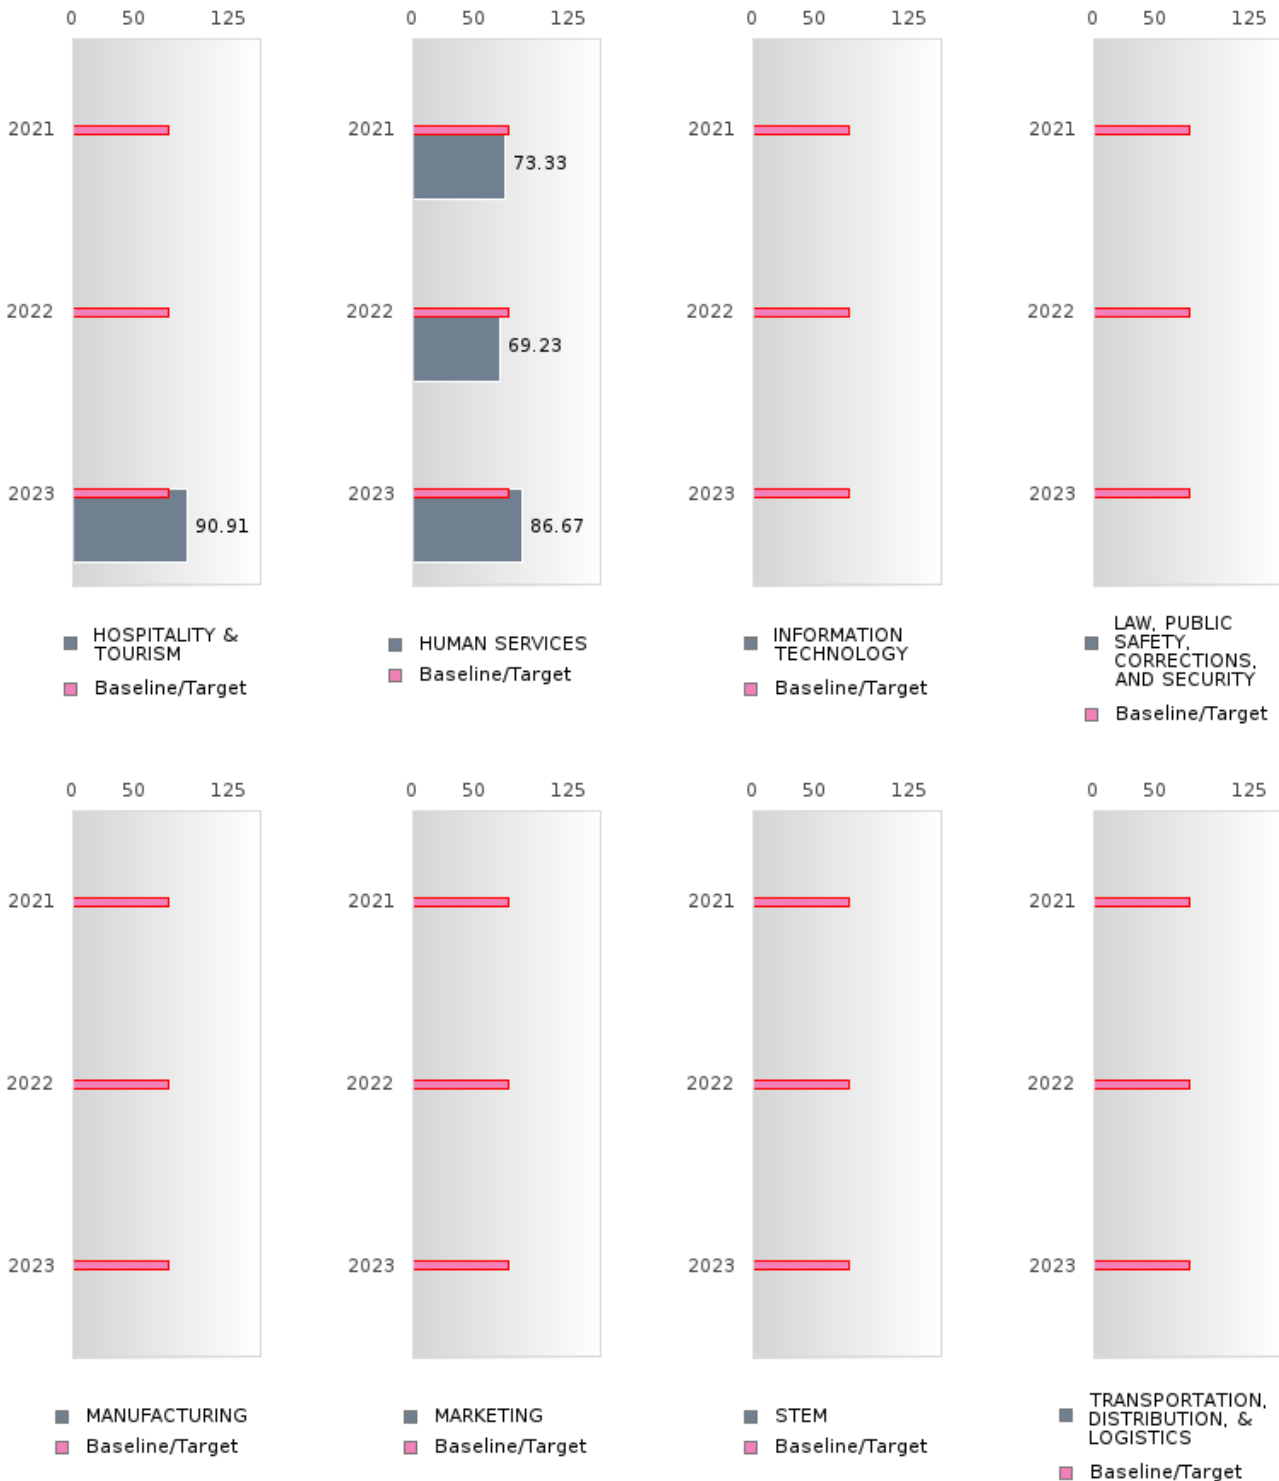 0 50 125 0 50 125 0 50 125 0 50 125
2021 2021 2021 2021
73.33
2022 2022 2022 2022
69.23
2023 2023 2023 2023
90.91 86.67
HOSPITALITY &
TOURISM
Baseline/Target
HUMAN SERVICES
Baseline/Target
INFORMATION
TECHNOLOGY
Baseline/Target
LAW, PUBLIC
SAFETY,
CORRECTIONS,
AND SECURITY
Baseline/Target
0 50 125 0 50 125 0 50 125 0 50 125
2021 2021 2021 2021
2022 2022 2022 2022
2023 2023 2023 2023
MANUFACTURING
Baseline/Target
MARKETING
Baseline/Target
STEM
Baseline/Target
TRANSPORTATION,
DISTRIBUTION, &
LOGISTICS
Baseline/Target